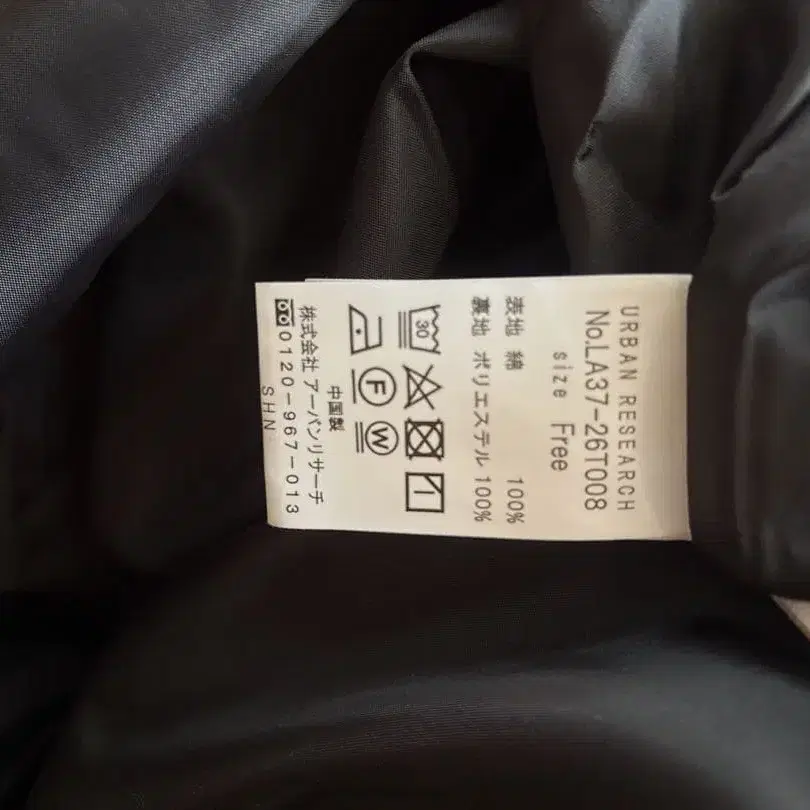 URBAN RESEARCH
No.LA37-26T008
size Free
表地 綿 100%
裏地 ポリエステル 100%
30
F W
中国製
株式会社 アーバンリサーチ
0120-967-013
SHN